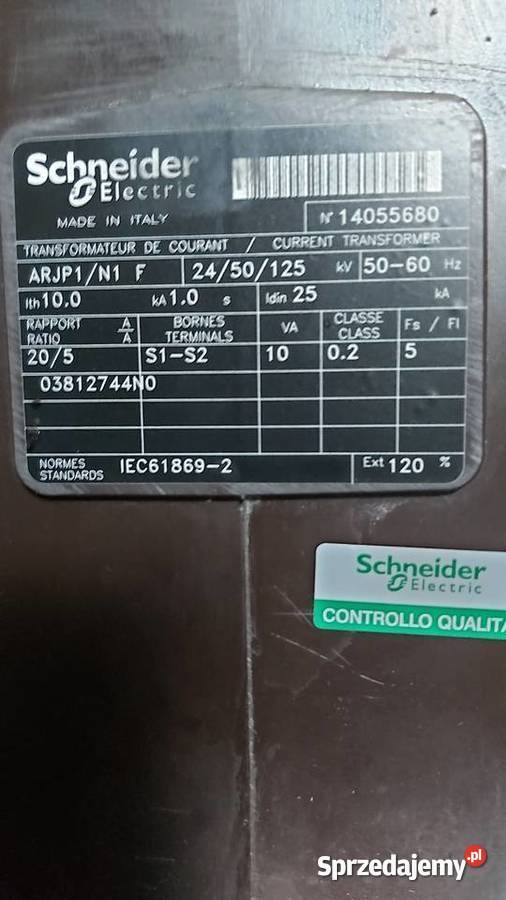 Schneider
Electric
MADE IN ITALY
N° 14055680
TRANSFORMATEUR DE COURANT / CURRENT TRANSFORMER
ARJP1/N1 F 24/50/125 kV 50-60 Hz
Ith 10.0 kA 1.0 s Idin 25 kA
RAPPORT A BORNES VA CLASSE Fs / FI
RATIO A TERMINALS CLASS
20/5 S1-S2 10 0.2 5
03812744N0
NORMES IEC61869-2 Ext 120 %
STANDARDS
Schneider
Electric
CONTROLLO QUALITA
Sprzedajemy.pl